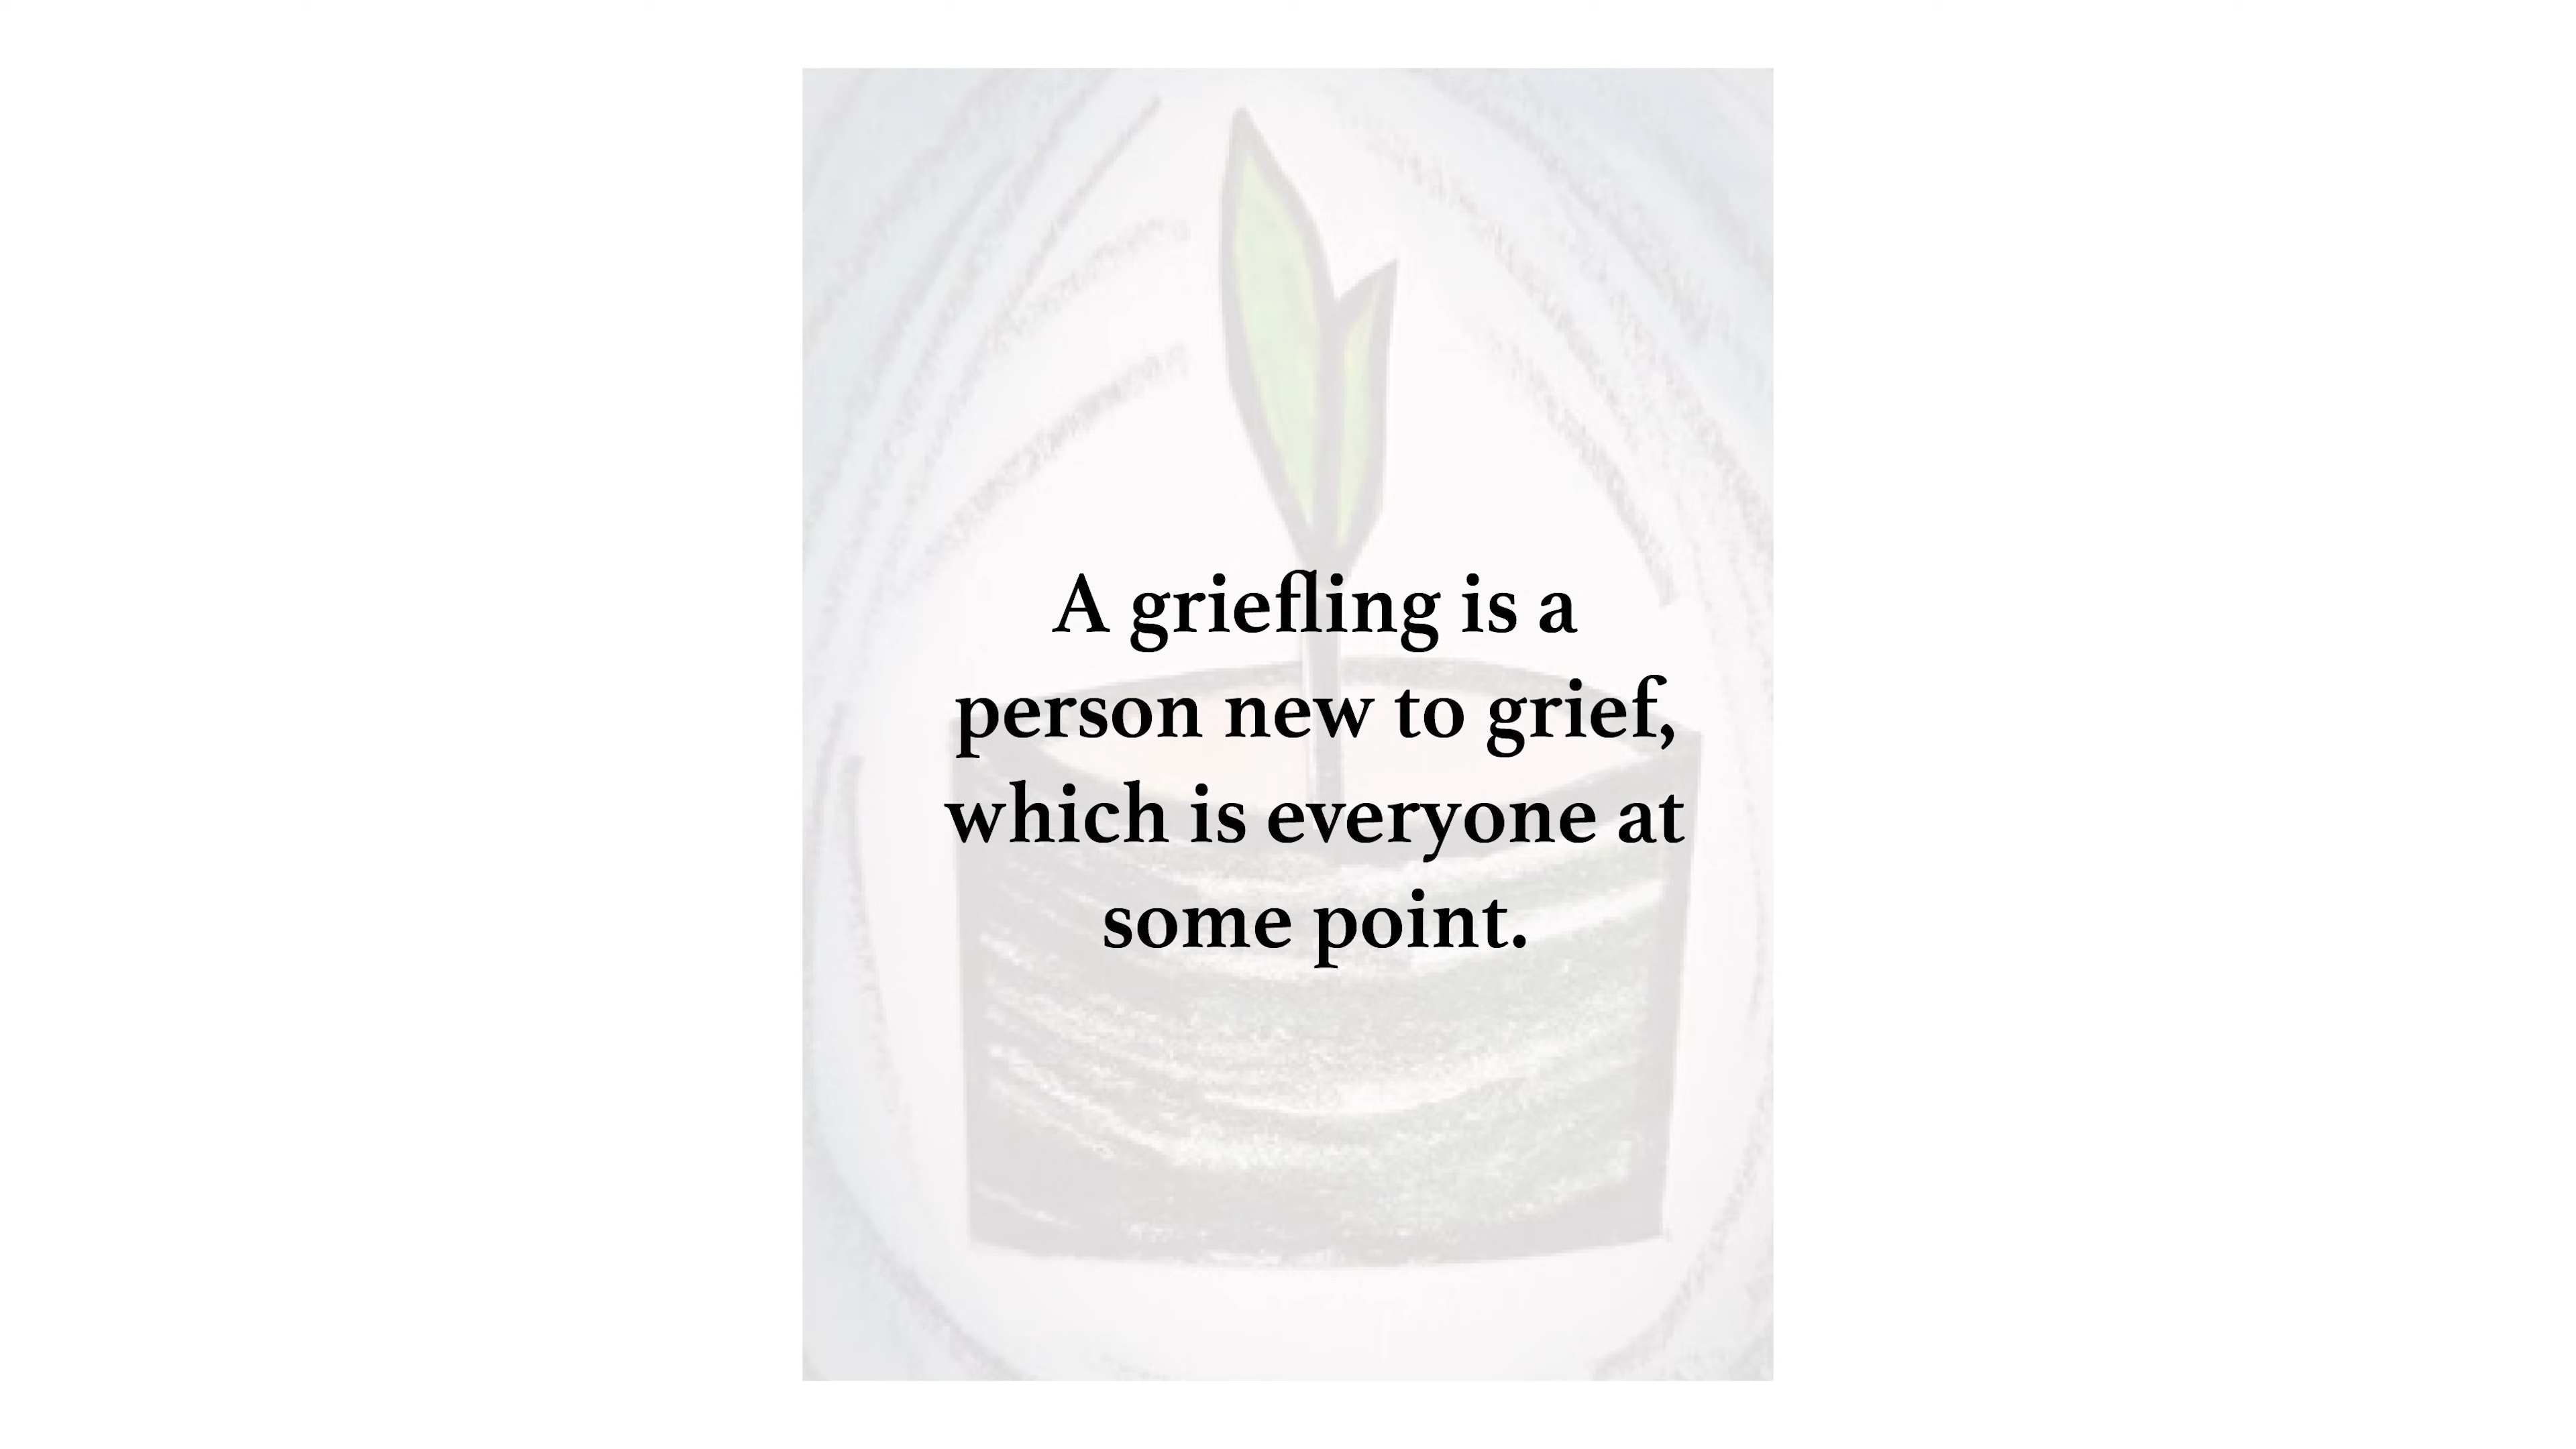 A griefling is a
person new to grief,
which is everyone at
some point.